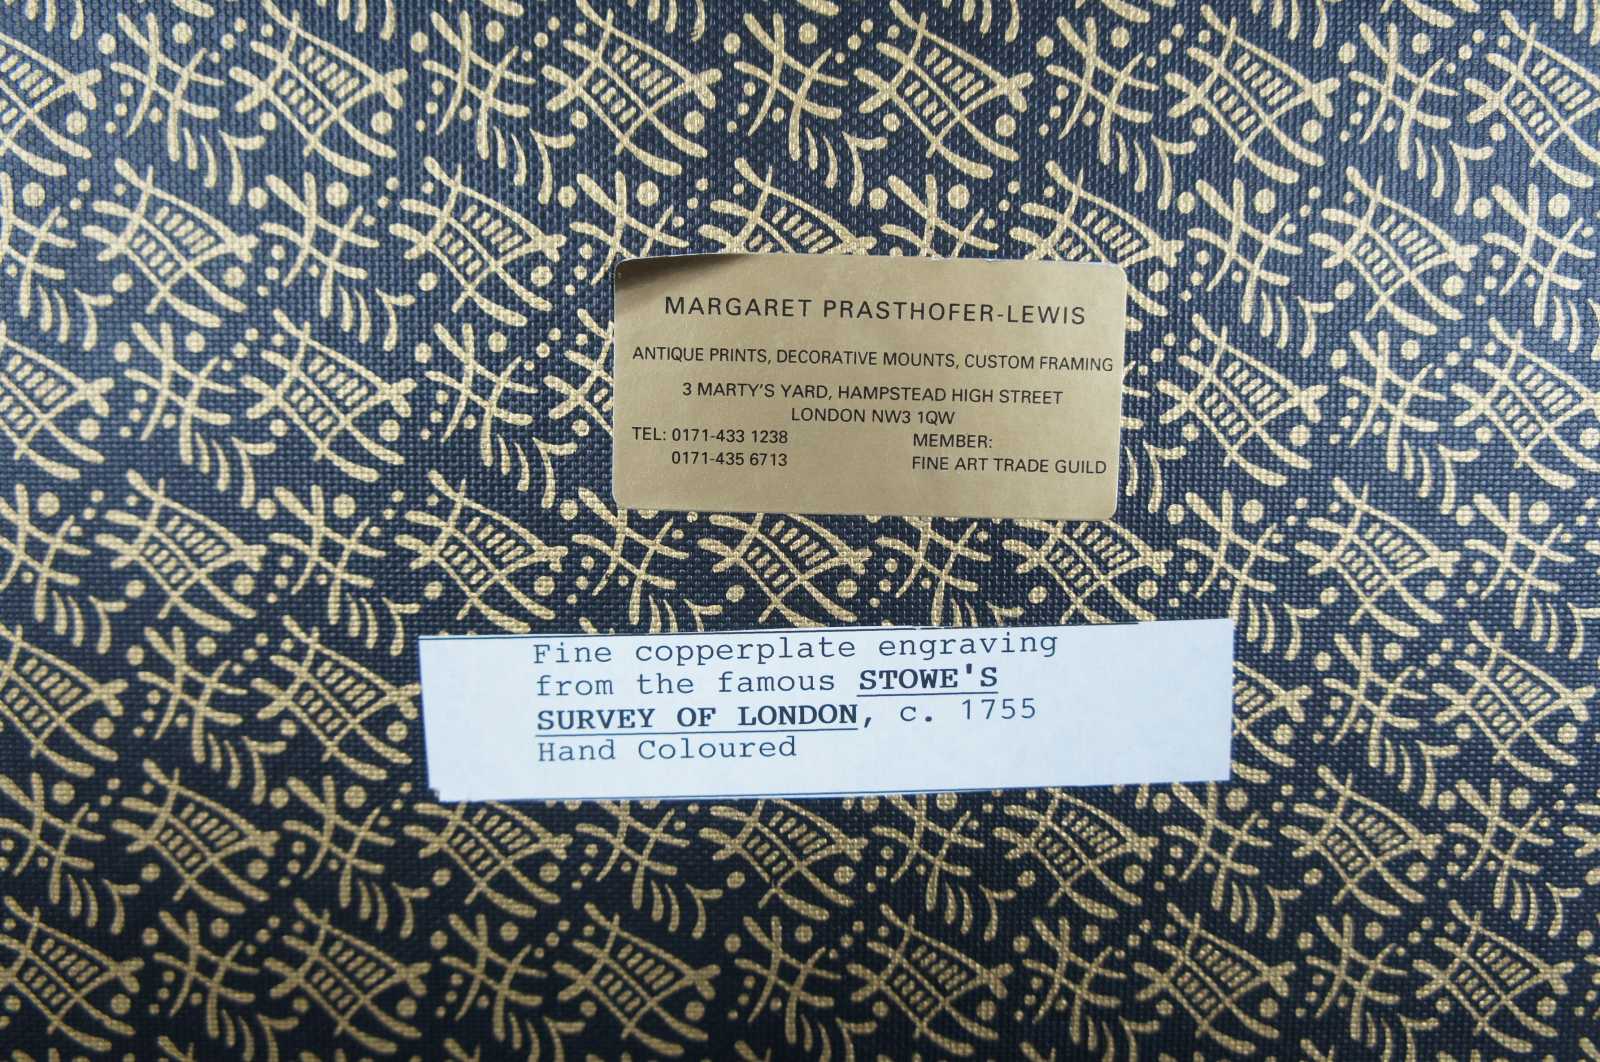 MARGARET PRASTHOFER-LEWIS
ANTIQUE PRINTS, DECORATIVE MOUNTS, CUSTOM FRAMING
3 MARTY'S YARD, HAMPSTEAD HIGH STREET
LONDON NW3 1QW
TEL: 0171-433 1238 MEMBER:
0171-435 6713 FINE ART TRADE GUILD
Fine copperplate engraving
from the famous STOWE'S
SURVEY OF LONDON, c. 1755
Hand Coloured